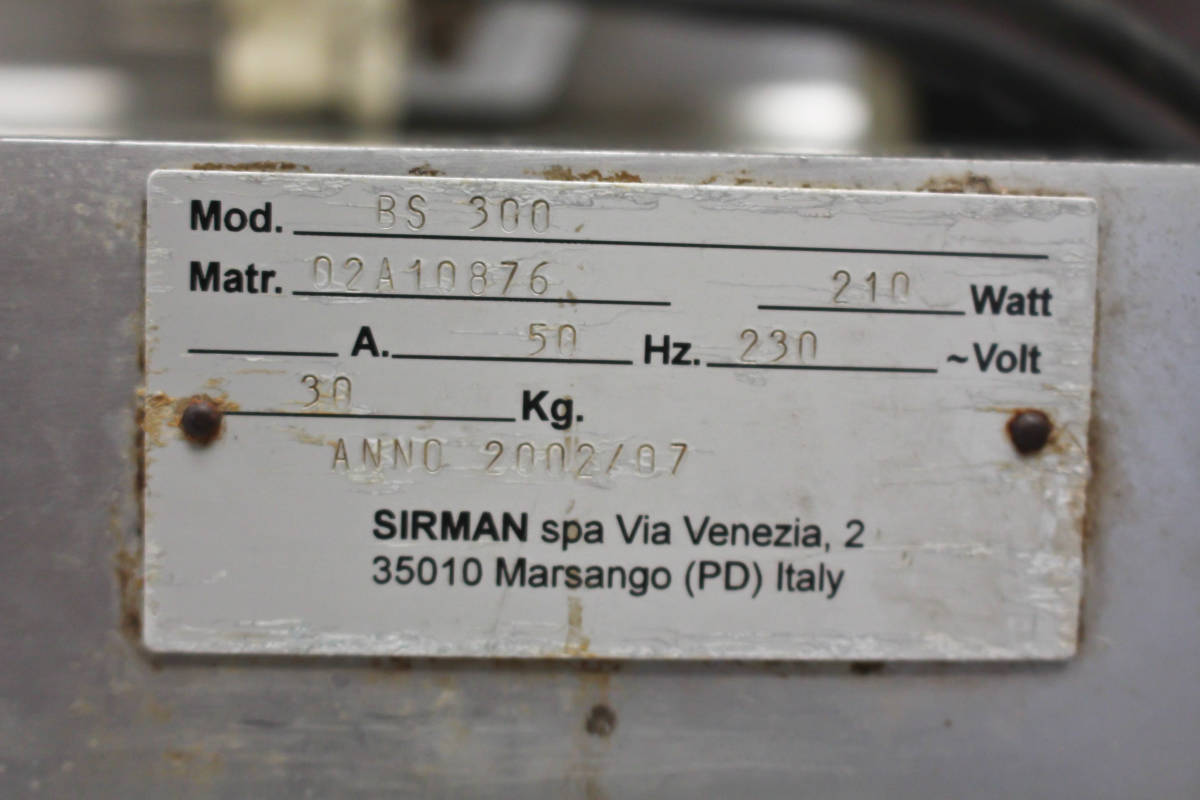 Mod. BS 300
Matr. 02A10876 210 Watt
A. 50 Hz. 230 ~Volt
30 Kg.
ANNO 2002/07
SIRMAN spa Via Venezia, 2
35010 Marsango (PD) Italy